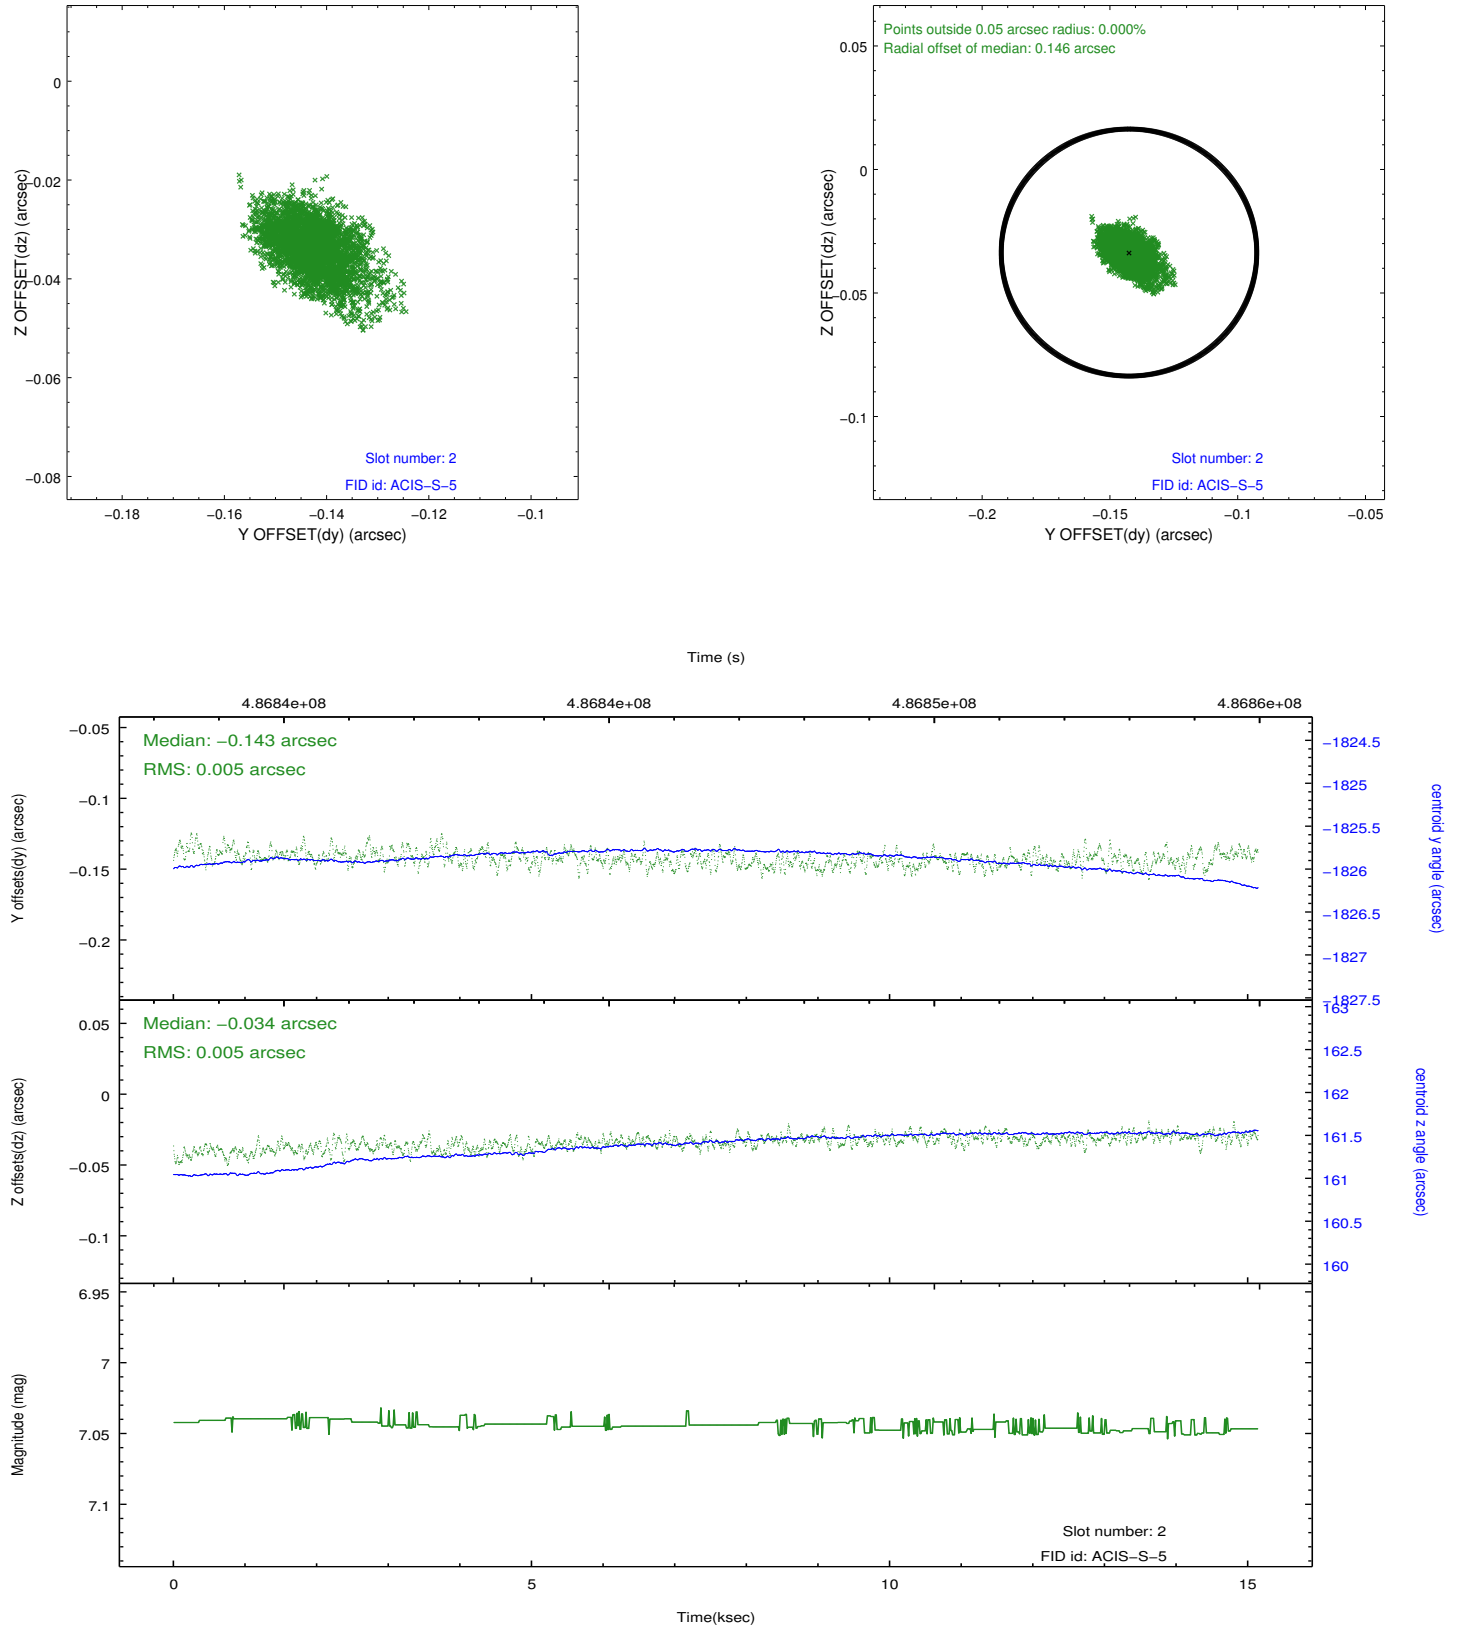 0
−0.02
−0.04
−0.06
−0.08
Z OFFSET(dz) (arcsec)
Slot number: 2
FID id: ACIS−S−5
−0.18
−0.16
−0.14
−0.12
−0.1
Y OFFSET(dy) (arcsec)
Points outside 0.05 arcsec radius: 0.000%
Radial offset of median: 0.146 arcsec
0.05
0
−0.05
−0.1
Z OFFSET(dz) (arcsec)
Slot number: 2
FID id: ACIS−S−5
−0.2
−0.15
−0.1
−0.05
Y OFFSET(dy) (arcsec)
Time (s)
4.8684e+08
4.8684e+08
4.8685e+08
4.8686e+08
Median: −0.143 arcsec
RMS: 0.005 arcsec
−0.05
−0.1
−0.15
−0.2
Y offsets(dy) (arcsec)
−1824.5
−1825
−1825.5
−1826
−1826.5
−1827
−1827.5
centroid y angle (arcsec)
Median: −0.034 arcsec
RMS: 0.005 arcsec
0.05
0
−0.05
−0.1
Z offsets(dz) (arcsec)
163
162.5
162
161.5
161
160.5
160
centroid z angle (arcsec)
6.95
7
7.05
7.1
Magnitude (mag)
Slot number: 2
FID id: ACIS−S−5
0
5
10
15
Time(ksec)